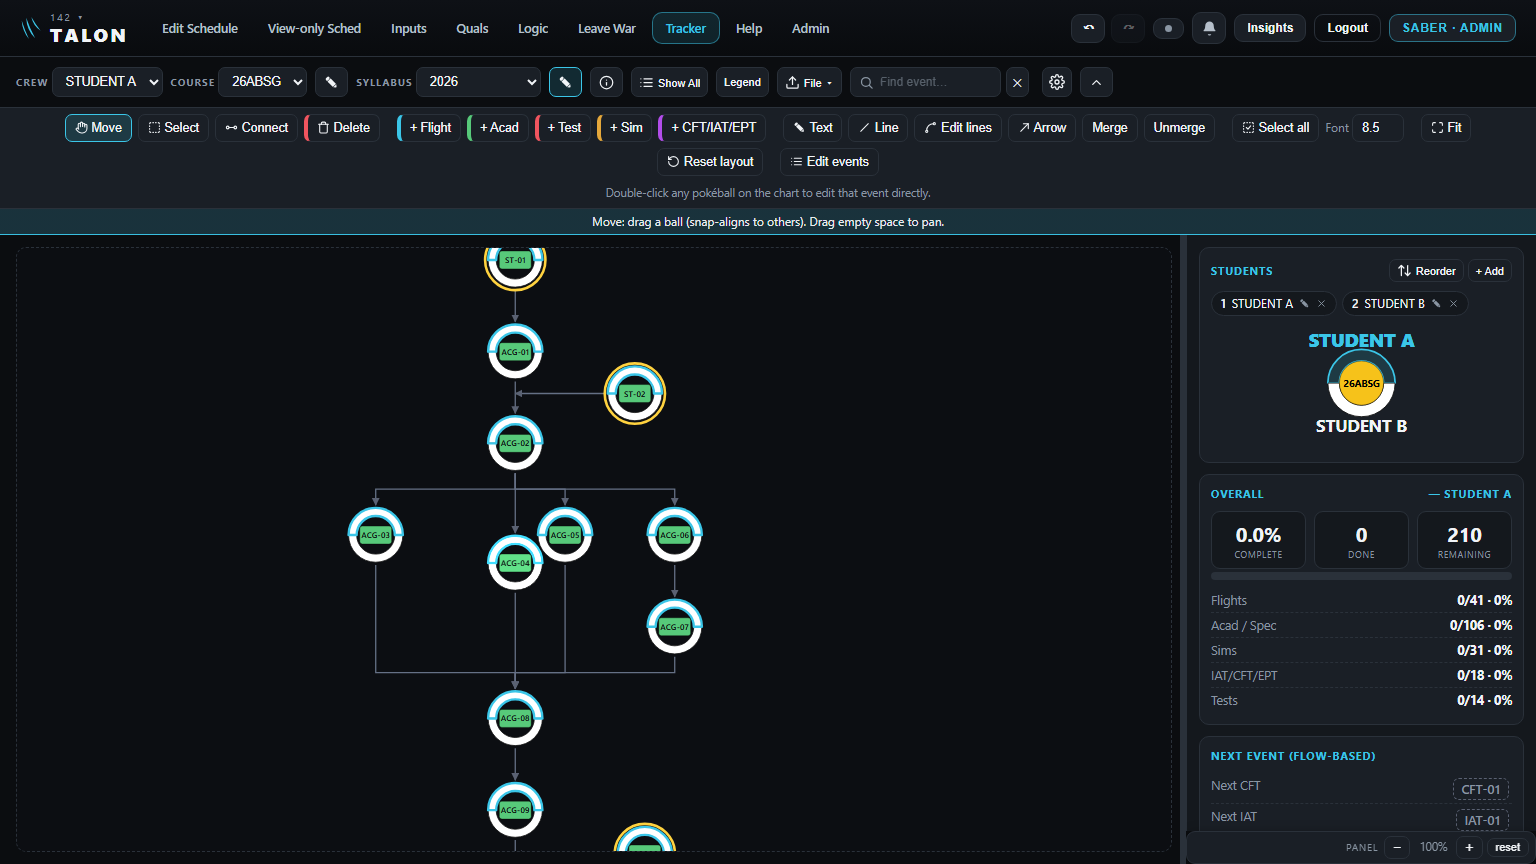 142
TALON
Edit Schedule
View-only Sched
Inputs
Quals
Logic
Leave War
Tracker
Help
Admin
Insights
Logout
SABER · ADMIN
CREW
STUDENT A
COURSE
26ABSG
SYLLABUS
2026
Show All
Legend
File
Find event...
Move
Select
Connect
Delete
+ Flight
+ Acad
+ Test
+ Sim
+ CFT/IAT/EPT
Text
Line
Edit lines
Arrow
Merge
Unmerge
Select all
Font
8.5
Fit
Reset layout
Edit events
Double-click any pokéball on the chart to edit that event directly.
Move: drag a ball (snap-aligns to others). Drag empty space to pan.
ST-01
ACG-01
ST-02
ACG-02
ACG-03
ACG-04
ACG-05
ACG-06
ACG-07
ACG-08
ACG-09
STUDENTS
Reorder
+ Add
1 STUDENT A
2 STUDENT B
STUDENT A
26ABSG
STUDENT B
OVERALL
— STUDENT A
0.0%
COMPLETE
0
DONE
210
REMAINING
Flights
0/41 · 0%
Acad / Spec
0/106 · 0%
Sims
0/31 · 0%
IAT/CFT/EPT
0/18 · 0%
Tests
0/14 · 0%
NEXT EVENT (FLOW-BASED)
Next CFT
CFT-01
Next IAT
IAT-01
PANEL
−
100%
+
reset